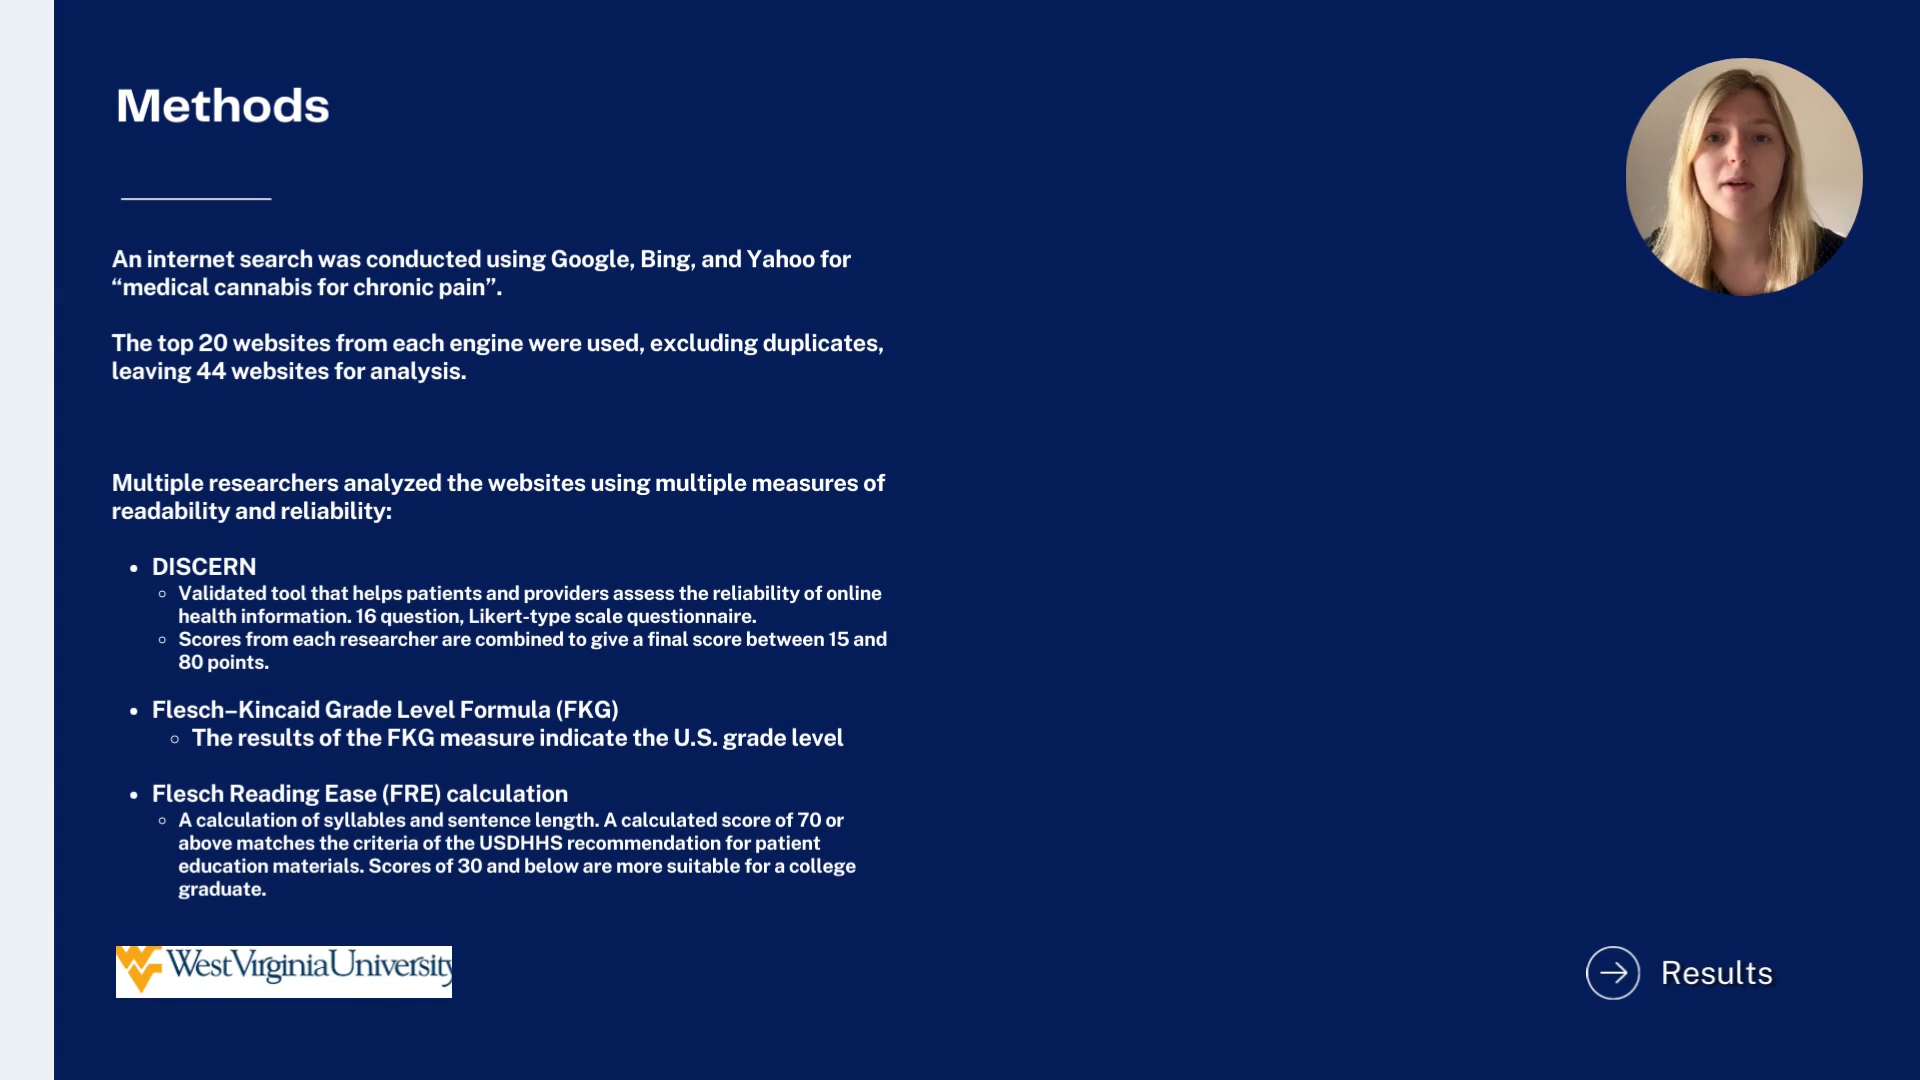 Methods
An internet search was conducted using Google, Bing, and Yahoo for
“medical cannabis for chronic pain”.
The top 20 websites from each engine were used, excluding duplicates,
leaving 44 websites for analysis.
Multiple researchers analyzed the websites using multiple measures of
readability and reliability:
• DISCERN
◦ Validated tool that helps patients and providers assess the reliability of online
health information. 16 question, Likert-type scale questionnaire.
◦ Scores from each researcher are combined to give a final score between 15 and
80 points.
• Flesch–Kincaid Grade Level Formula (FKG)
◦ The results of the FKG measure indicate the U.S. grade level
• Flesch Reading Ease (FRE) calculation
◦ A calculation of syllables and sentence length. A calculated score of 70 or
above matches the criteria of the USDHHS recommendation for patient
education materials. Scores of 30 and below are more suitable for a college
graduate.
WestVirginiaUniversity
Results